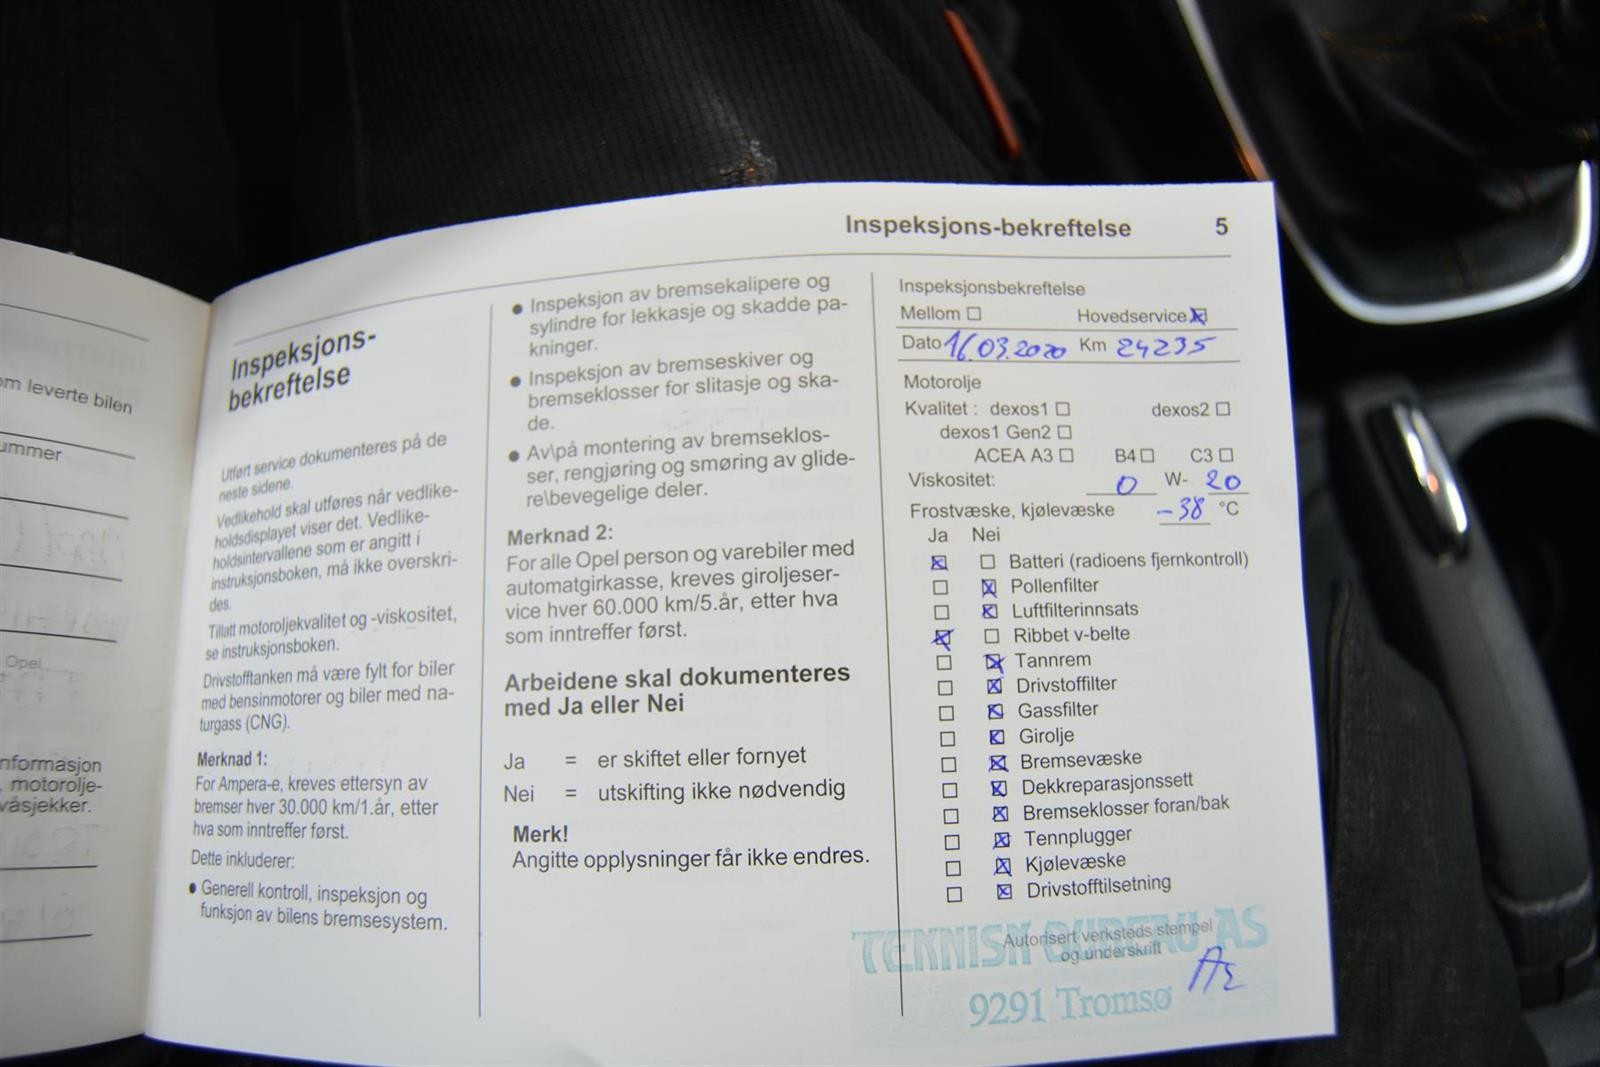 om leverte bilen
ummer
Opel
nformasjon
motorolje-
våsjekker.
Inspeksjons-bekreftelse 5
Inspeksjons-
bekreftelse
Utført service dokumenteres på de
neste sidene.
Vedlikehold skal utføres når vedlike-
holdsdisplayet viser det. Vedlike-
holdsintervallene som er angitt i
instruksjonsboken, må ikke overskri-
des.
Tillatt motoroljekvalitet og -viskositet,
se instruksjonsboken.
Drivstofftanken må være fylt for biler
med bensinmotorer og biler med na-
turgass (CNG).
Merknad 1:
For Ampera-e, kreves ettersyn av
bremser hver 30.000 km/1.år, etter
hva som inntreffer først.
Dette inkluderer:
● Generell kontroll, inspeksjon og
funksjon av bilens bremsesystem.
● Inspeksjon av bremsekalipere og
sylindre for lekkasje og skadde pa-
kninger.
● Inspeksjon av bremseskiver og
bremseklosser for slitasje og ska-
de.
● Av\på montering av bremseklos-
ser, rengjøring og smøring av glide-
re\bevegelige deler.
Merknad 2:
For alle Opel person og varebiler med
automatgirkasse, kreves giroljeser-
vice hver 60.000 km/5.år, etter hva
som inntreffer først.
Arbeidene skal dokumenteres
med Ja eller Nei
Ja = er skiftet eller fornyet
Nei = utskifting ikke nødvendig
Merk!
Angitte opplysninger får ikke endres.
Inspeksjonsbekreftelse
Mellom ☐ Hovedservice ☒
Dato 16.03.2020 Km 24235
Motorolje
Kvalitet : dexos1 ☐ dexos2 ☐
dexos1 Gen2 ☐
ACEA A3 ☐ B4 ☐ C3 ☐
Viskositet: 0 W- 20
Frostvæske, kjølevæske -38 °C
Ja Nei
☒ ☐ Batteri (radioens fjernkontroll)
☐ ☒ Pollenfilter
☐ ☒ Luftfilterinnsats
☒ ☐ Ribbet v-belte
☐ ☒ Tannrem
☐ ☒ Drivstoffilter
☐ ☒ Gassfilter
☐ ☒ Girolje
☐ ☒ Bremsevæske
☐ ☒ Dekkreparasjonssett
☐ ☒ Bremseklosser foran/bak
☐ ☒ Tennplugger
☐ ☒ Kjølevæske
☐ ☒ Drivstofftilsetning
Autorisert verksteds stempel
og underskrift
TEKNISK BUREAU AS
9291 Tromsø